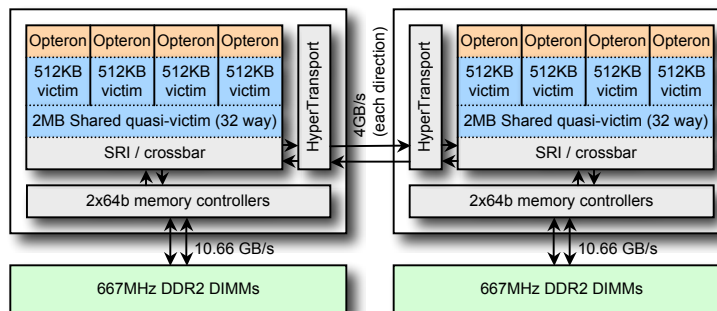 Opteron Opteron Opteron Opteron
512KB 512KB 512KB 512KB
victim victim victim victim
2MB Shared quasi-victim (32 way)
SRI / crossbar
2x64b memory controllers
10.66 GB/s
667MHz DDR2 DIMMs
HyperTransport
4GB/s
(each direction)
HyperTransport
Opteron Opteron Opteron Opteron
512KB 512KB 512KB 512KB
victim victim victim victim
2MB Shared quasi-victim (32 way)
SRI / crossbar
2x64b memory controllers
10.66 GB/s
667MHz DDR2 DIMMs